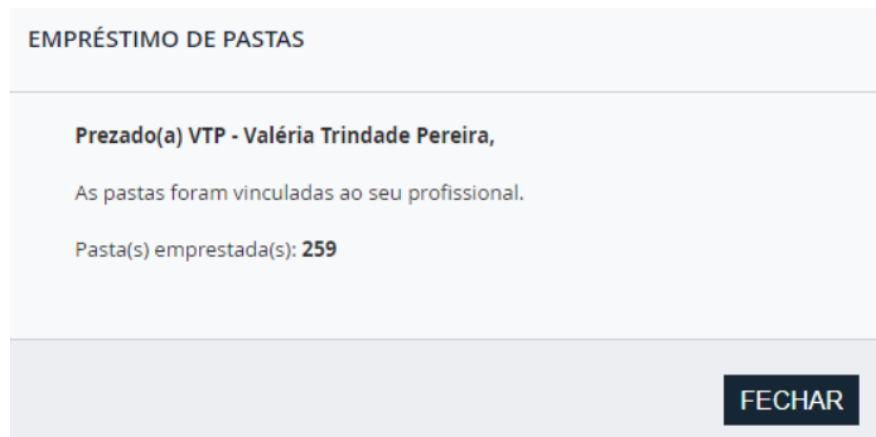 EMPRÉSTIMO DE PASTAS
Prezado(a) VTP - Valéria Trindade Pereira,
As pastas foram vinculadas ao seu profissional.
Pasta(s) emprestada(s): 259
FECHAR